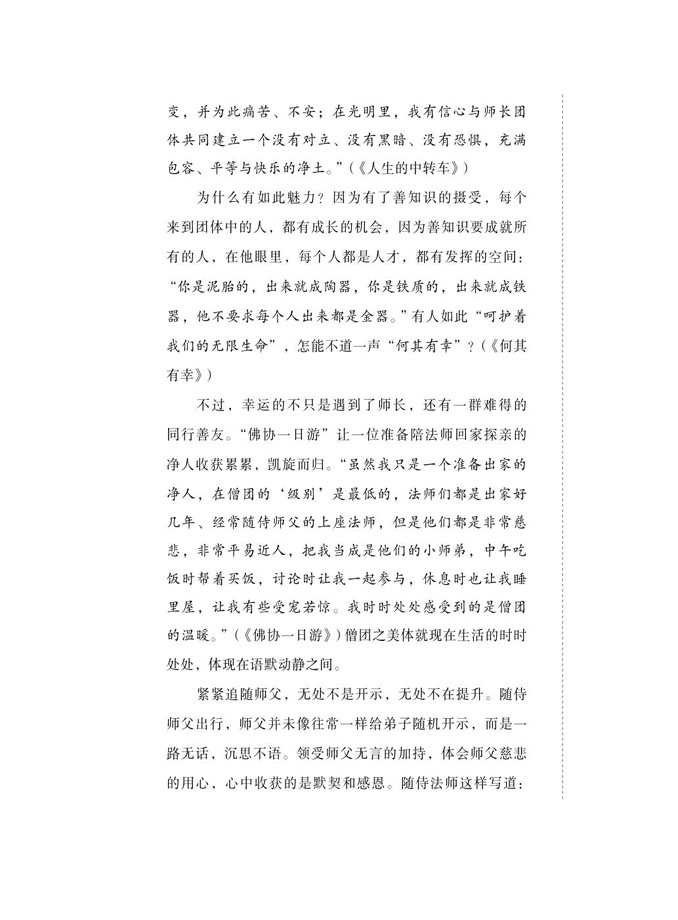 变，并为此痛苦、不安；在光明里，我有信心与师长团
体共同建立一个没有对立、没有黑暗、没有恐惧，充满
包容、平等与快乐的净土。”（《人生的中转车》）
为什么有如此魅力？因为有了善知识的摄受，每个
来到团体中的人，都有成长的机会，因为善知识要成就所
有的人，在他眼里，每个人都是人才，都有发挥的空间：
“你是泥胎的，出来就成陶器，你是铁质的，出来就成铁
器，他不要求每个人出来都是金器。”有人如此“呵护着
我们的无限生命”，怎能不道一声“何其有幸”？（《何其
有幸》）
不过，幸运的不只是遇到了师长，还有一群难得的
同行善友。“佛协一日游”让一位准备陪法师回家探亲的
净人收获累累，凯旋而归。“虽然我只是一个准备出家的
净人，在僧团的‘级别’是最低的，法师们都是出家好
几年、经常随侍师父的上座法师，但是他们都是非常慈
悲，非常平易近人，把我当成是他们的小师弟，中午吃
饭时帮着买饭，讨论时让我一起参与，休息时也让我睡
里屋，让我有些受宠若惊。我时时处处感受到的是僧团
的温暖。”（《佛协一日游》）僧团之美体就现在生活的时时
处处，体现在语默动静之间。
紧紧追随师父，无处不是开示，无处不在提升。随侍
师父出行，师父并未像往常一样给弟子随机开示，而是一
路无话，沉思不语。领受师父无言的加持，体会师父慈悲
的用心，心中收获的是默契和感恩。随侍法师这样写道：